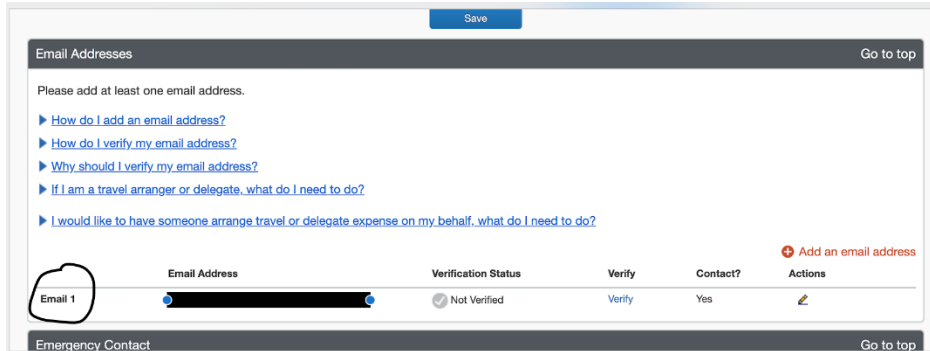 Save
Email Addresses Go to top
Please add at least one email address.
How do I add an email address?
How do I verify my email address?
Why should I verify my email address?
If I am a travel arranger or delegate, what do I need to do?
I would like to have someone arrange travel or delegate expense on my behalf, what do I need to do?
Add an email address
Email Address Verification Status Verify Contact? Actions
Email 1 Not Verified Verify Yes
Emergency Contact Go to top